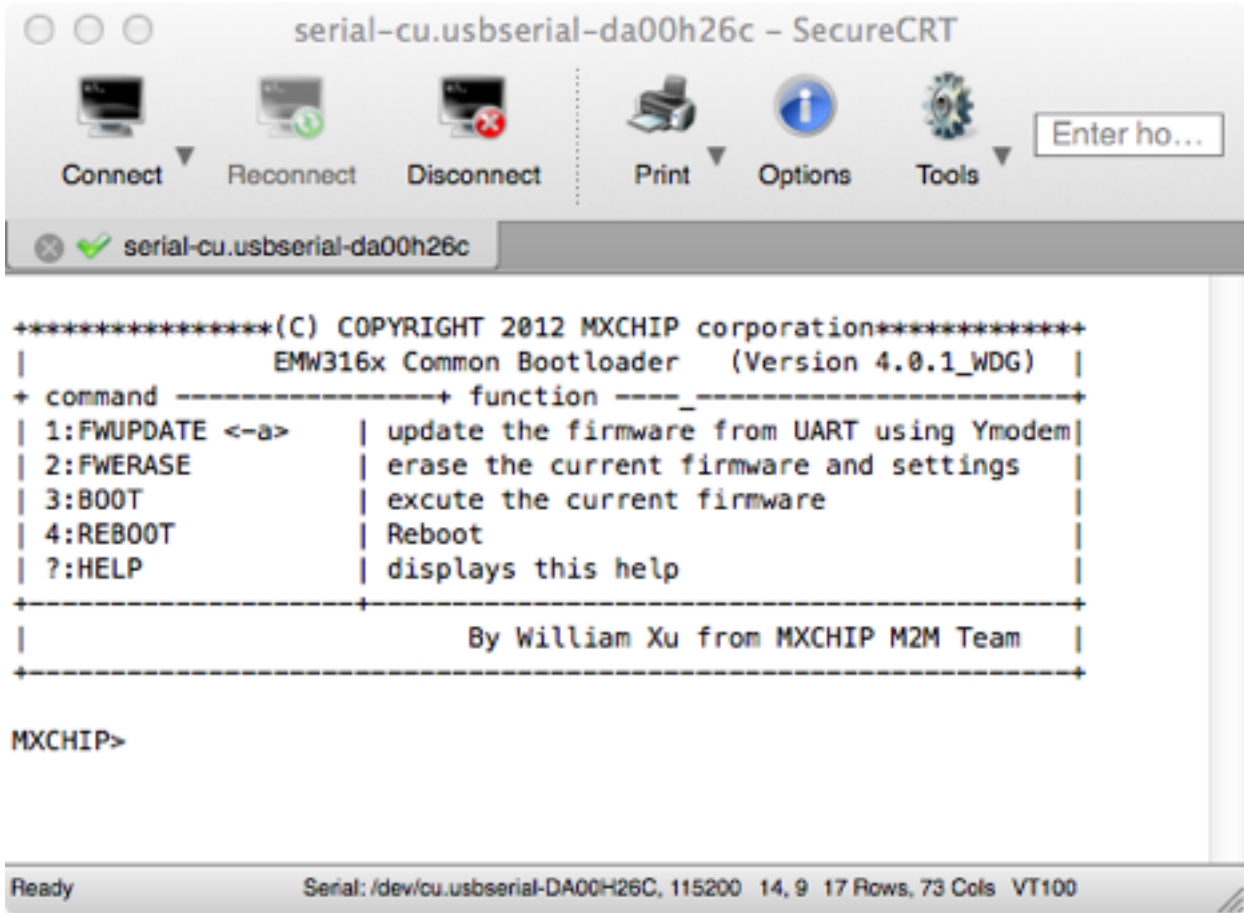 serial-cu.usbserial-da00h26c - SecureCRT
Connect Reconnect Disconnect Print Options Tools Enter ho...
serial-cu.usbserial-da00h26c
+***************(C) COPYRIGHT 2012 MXCHIP corporation************+
|               EMW316x Common Bootloader   (Version 4.0.1_WDG)  |
+ command ----------------+ function ----_-----------------------+
| 1:FWUPDATE <-a>    | update the firmware from UART using Ymodem|
| 2:FWERASE          | erase the current firmware and settings   |
| 3:BOOT             | excute the current firmware               |
| 4:REBOOT           | Reboot                                    |
| ?:HELP             | displays this help                        |
+--------------------+-------------------------------------------+
|                           By William Xu from MXCHIP M2M Team   |
+----------------------------------------------------------------+
MXCHIP>
Ready Serial: /dev/cu.usbserial-DA00H26C, 115200 14, 9 17 Rows, 73 Cols VT100